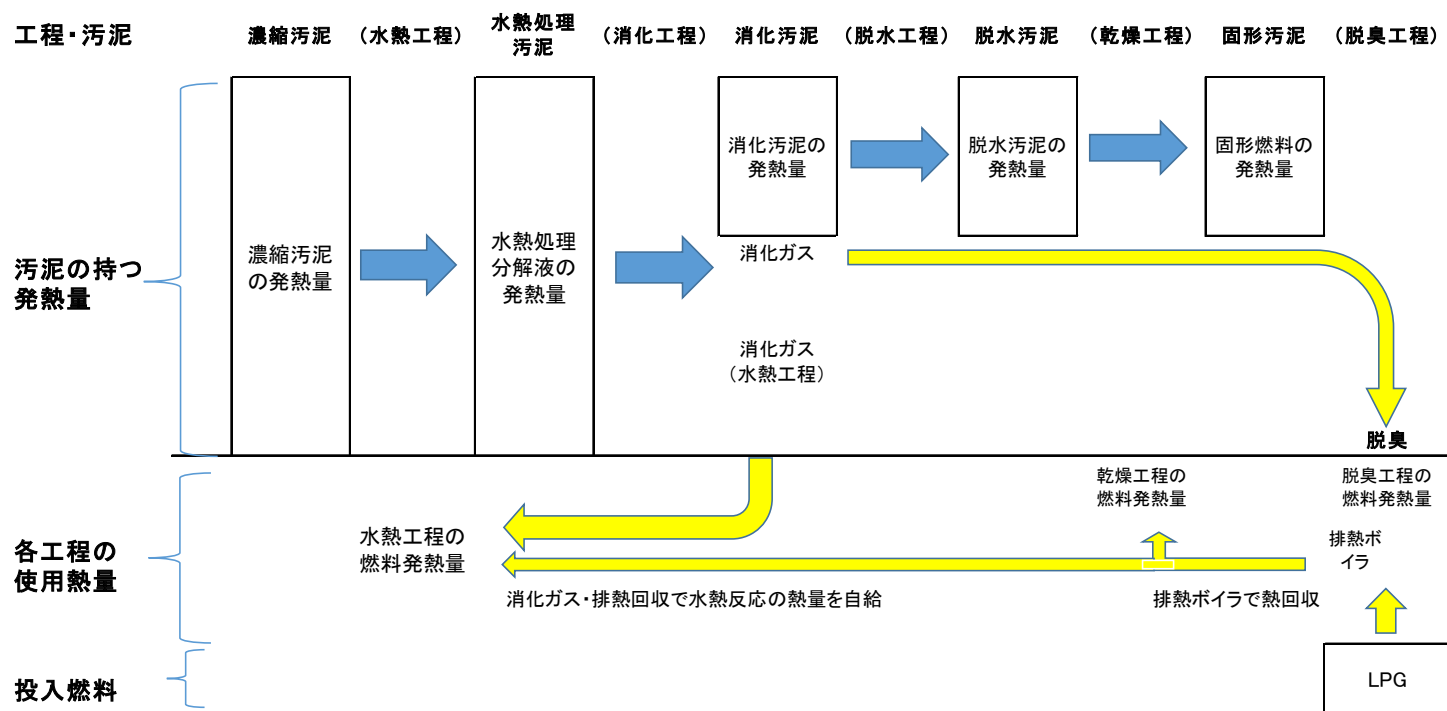 工程・汚泥
濃縮汚泥
(水熱工程)
水熱処理
汚泥
(消化工程)
消化汚泥
(脱水工程)
脱水汚泥
(乾燥工程)
固形汚泥
(脱臭工程)
汚泥の持つ
発熱量
濃縮汚泥
の発熱量
水熱処理
分解液の
発熱量
消化汚泥の
発熱量
脱水汚泥の
発熱量
固形燃料の
発熱量
消化ガス
消化ガス
(水熱工程)
脱臭
各工程の
使用熱量
水熱工程の
燃料発熱量
乾燥工程の
燃料発熱量
脱臭工程の
燃料発熱量
排熱ボ
イラ
消化ガス・排熱回収で水熱反応の熱量を自給
排熱ボイラで熱回収
投入燃料
LPG